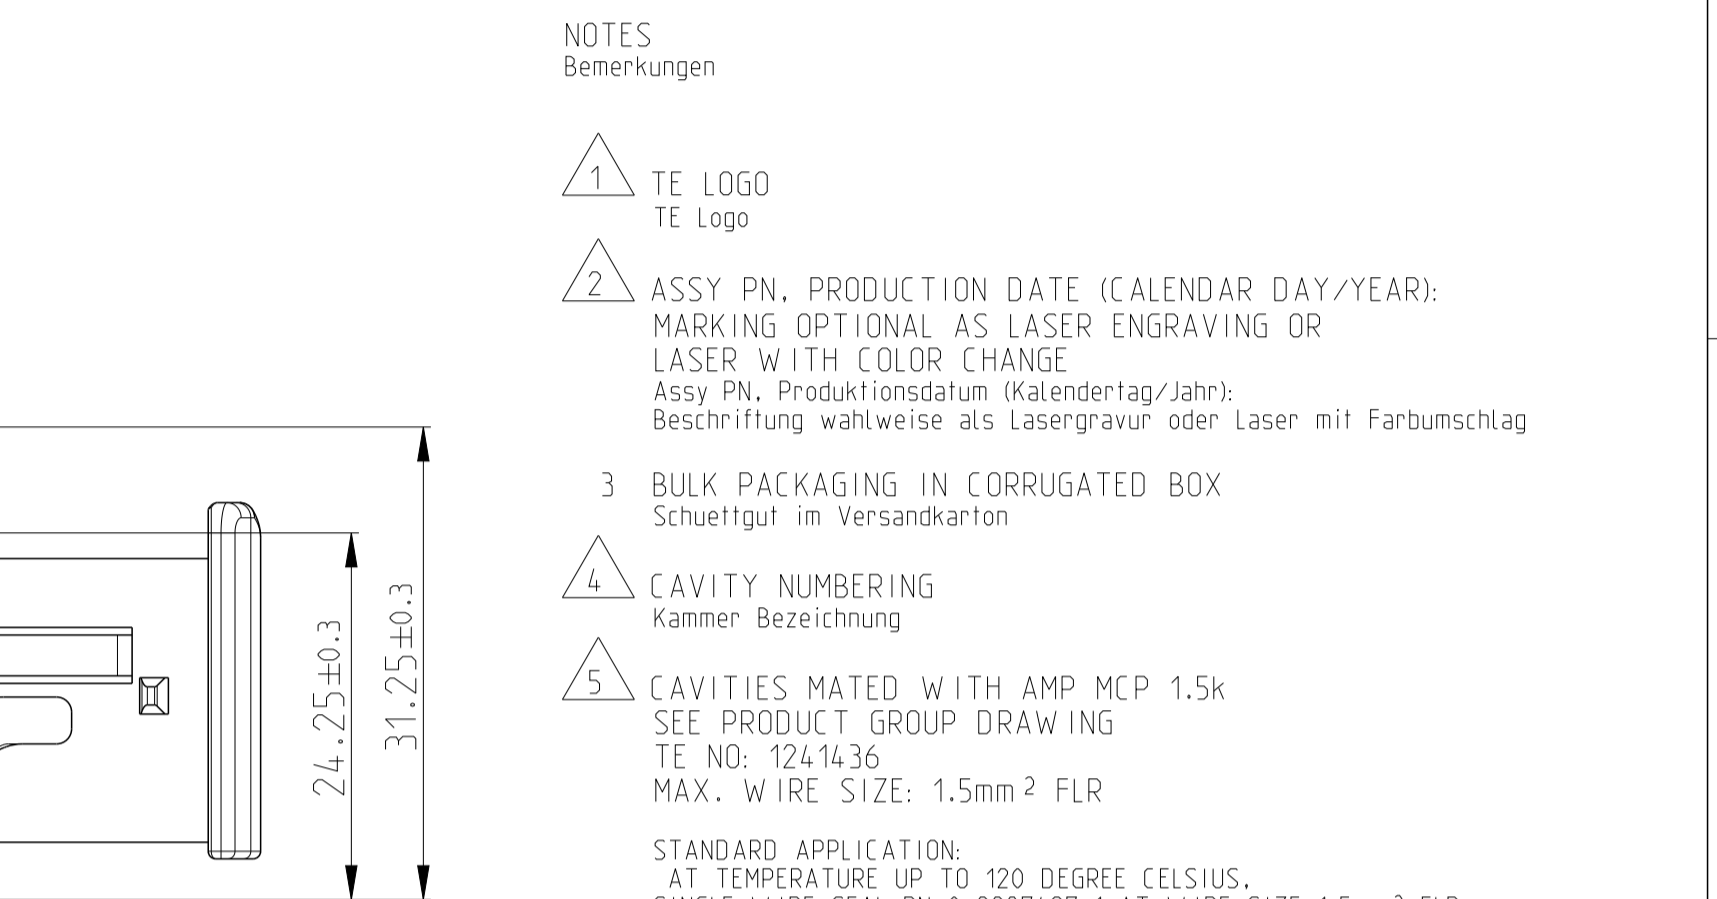 NOTES
Bemerkungen
1 TE LOGO
TE Logo
2 ASSY PN, PRODUCTION DATE (CALENDAR DAY/YEAR):
MARKING OPTIONAL AS LASER ENGRAVING OR
LASER WITH COLOR CHANGE
Assy PN, Produktionsdatum (Kalendertag/Jahr):
Beschriftung wahlweise als Lasergravur oder Laser mit Farbumschlag
3 BULK PACKAGING IN CORRUGATED BOX
Schuettgut im Versandkarton
4 CAVITY NUMBERING
Kammer Bezeichnung
5 CAVITIES MATED WITH AMP MCP 1.5k
SEE PRODUCT GROUP DRAWING
TE NO: 1241436
MAX. WIRE SIZE: 1.5mm² FLR
STANDARD APPLICATION:
AT TEMPERATURE UP TO 120 DEGREE CELSIUS,
24.25±0.3
31.25±0.3